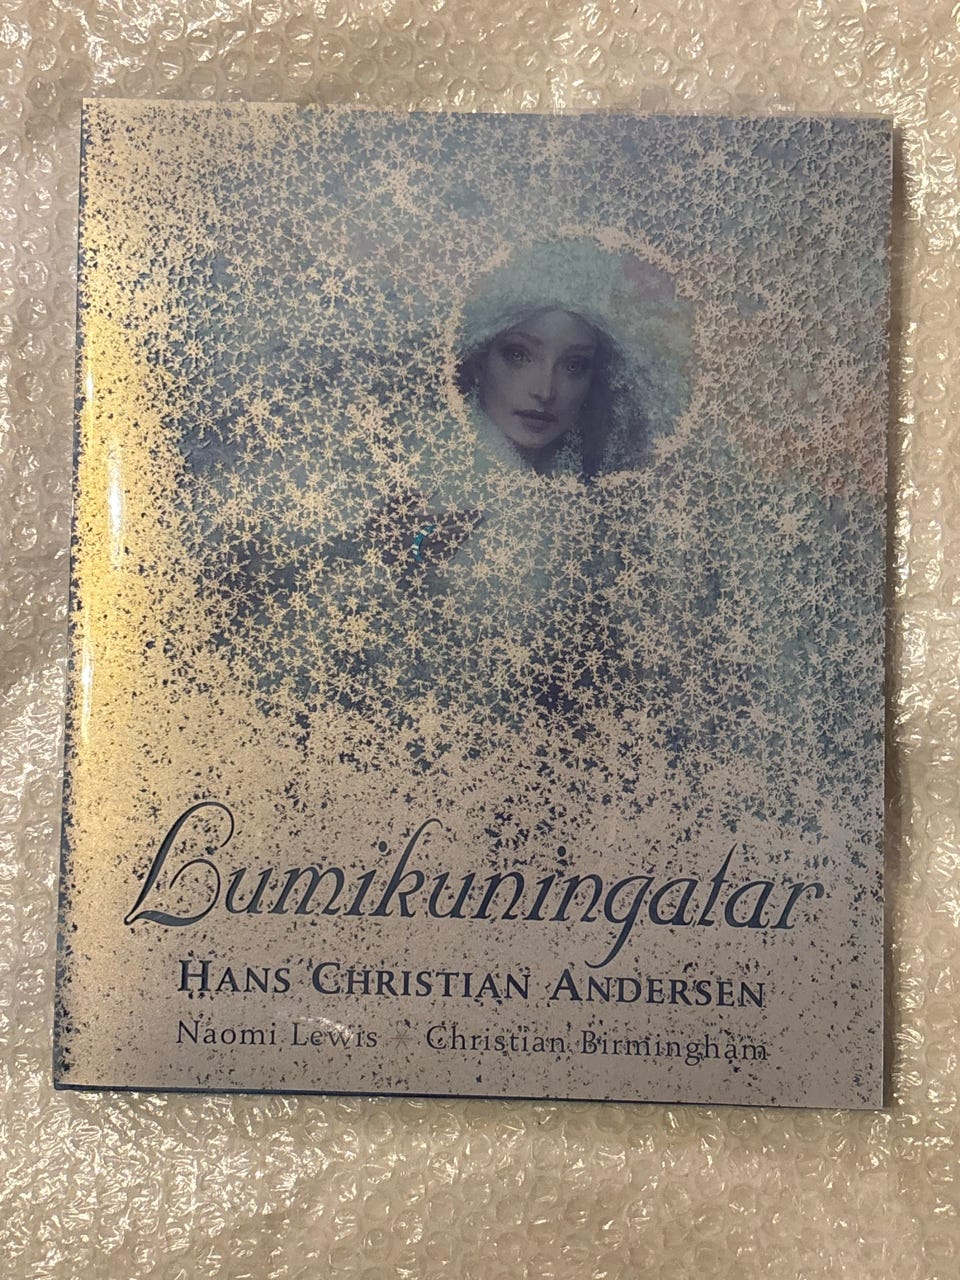 Lumikuningatar
HANS CHRISTIAN ANDERSEN
Naomi Lewis * Christian Birmingham